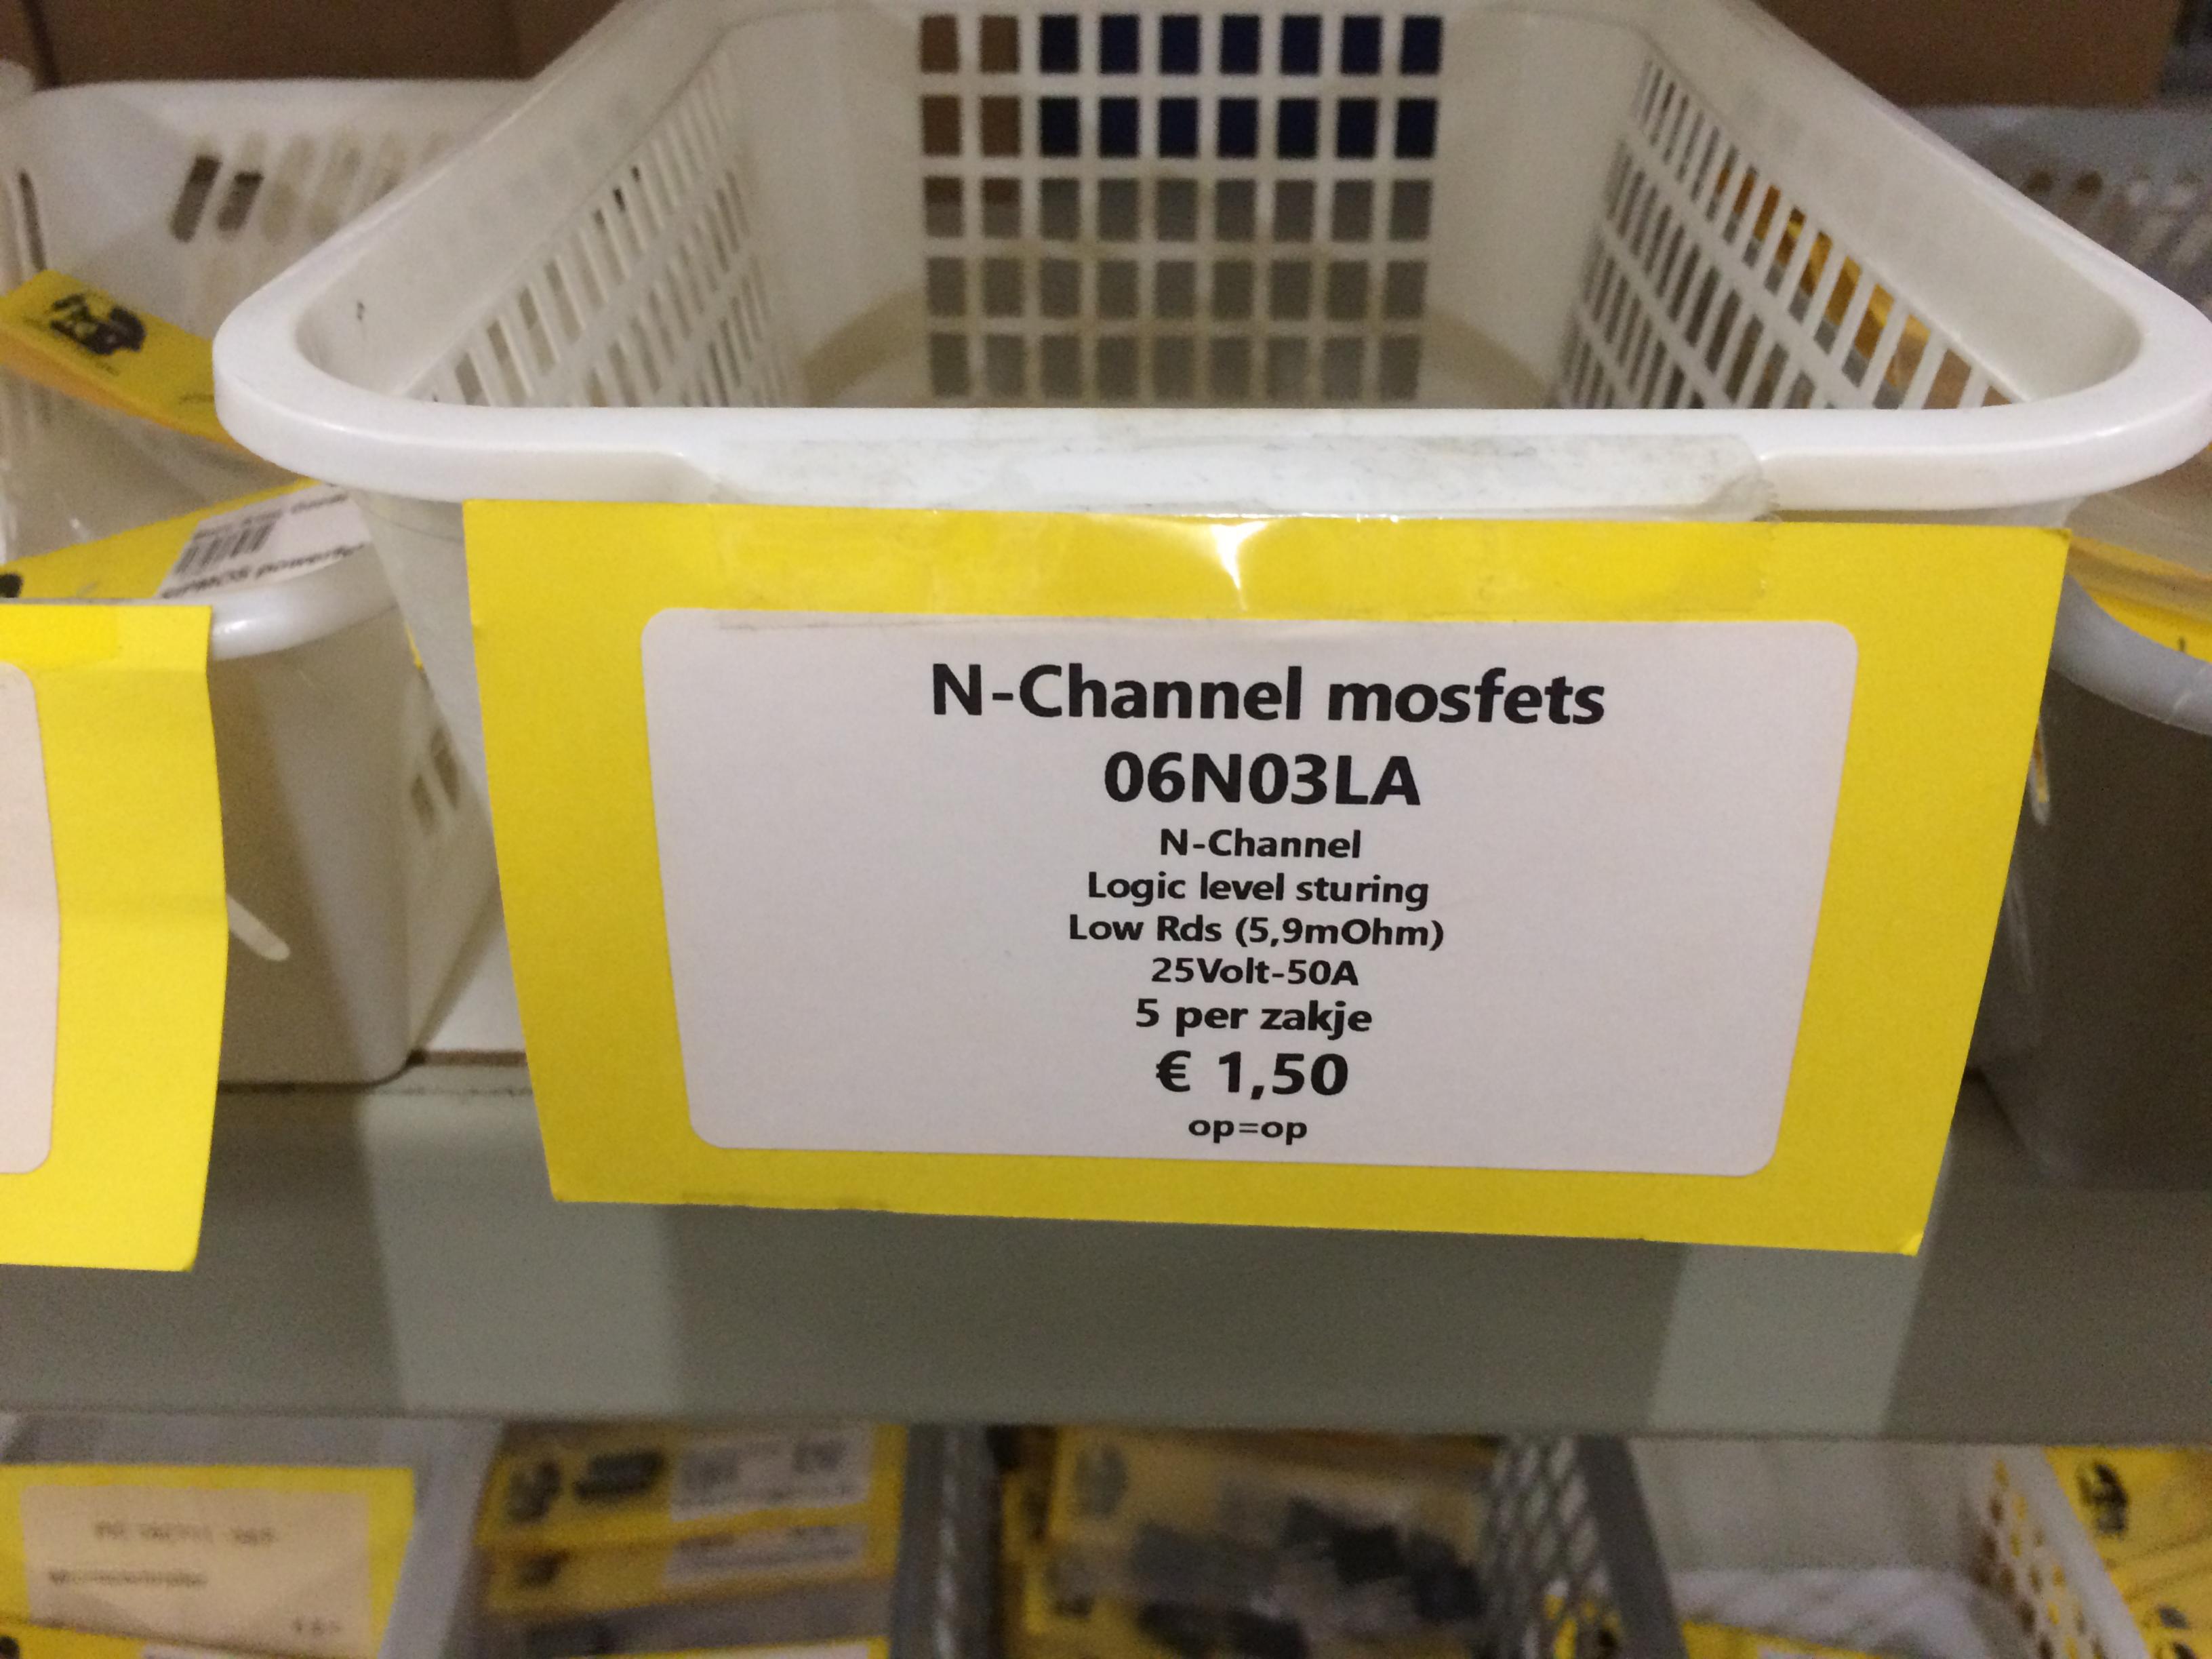 N-Channel mosfets
06N03LA
N-Channel
Logic level sturing
Low Rds (5,9mOhm)
25Volt-50A
5 per zakje
€ 1,50
op=op